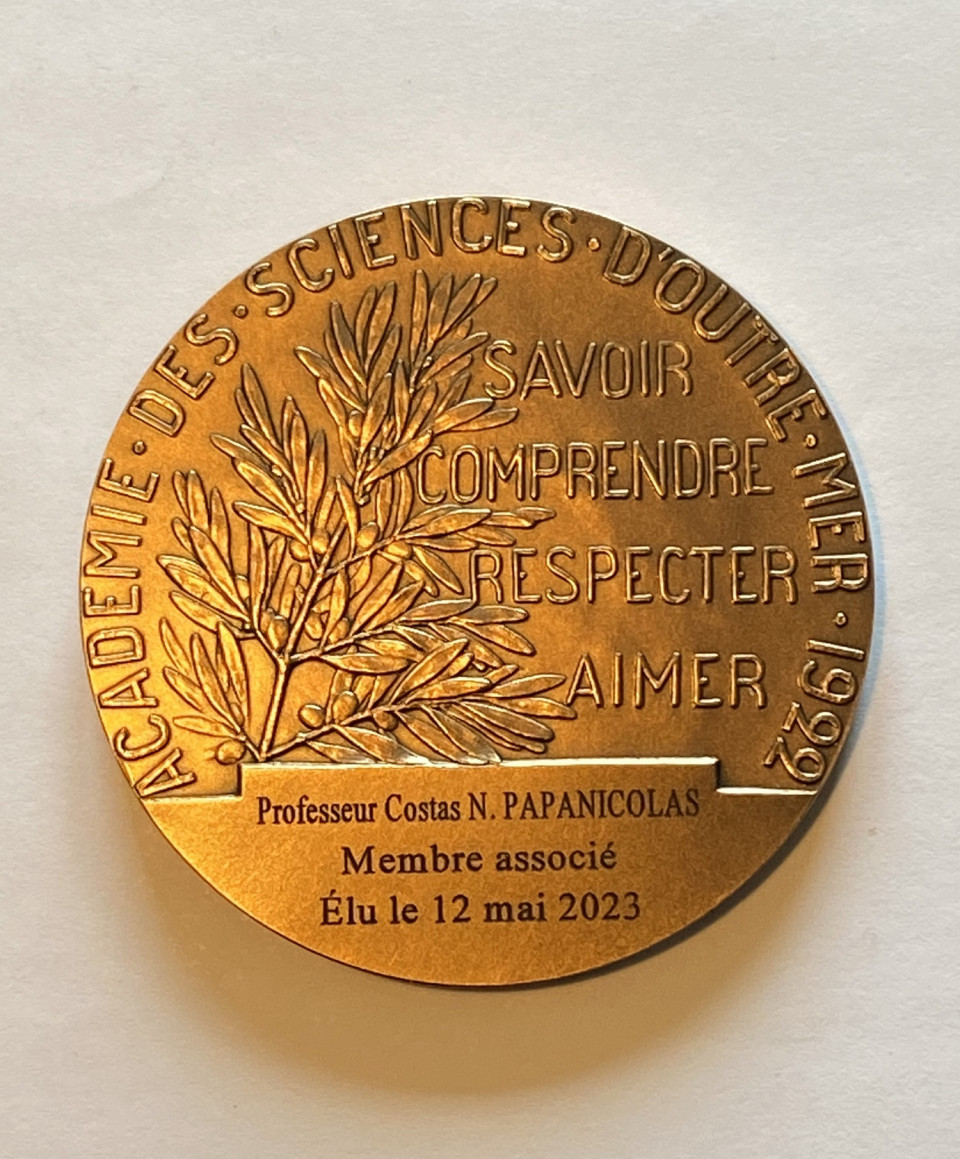 ACADEMIE · DES · SCIENCES · D'OUTRE · MER · 1922
SAVOIR
COMPRENDRE
RESPECTER
AIMER
Professeur Costas N. PAPANICOLAS
Membre associé
Élu le 12 mai 2023